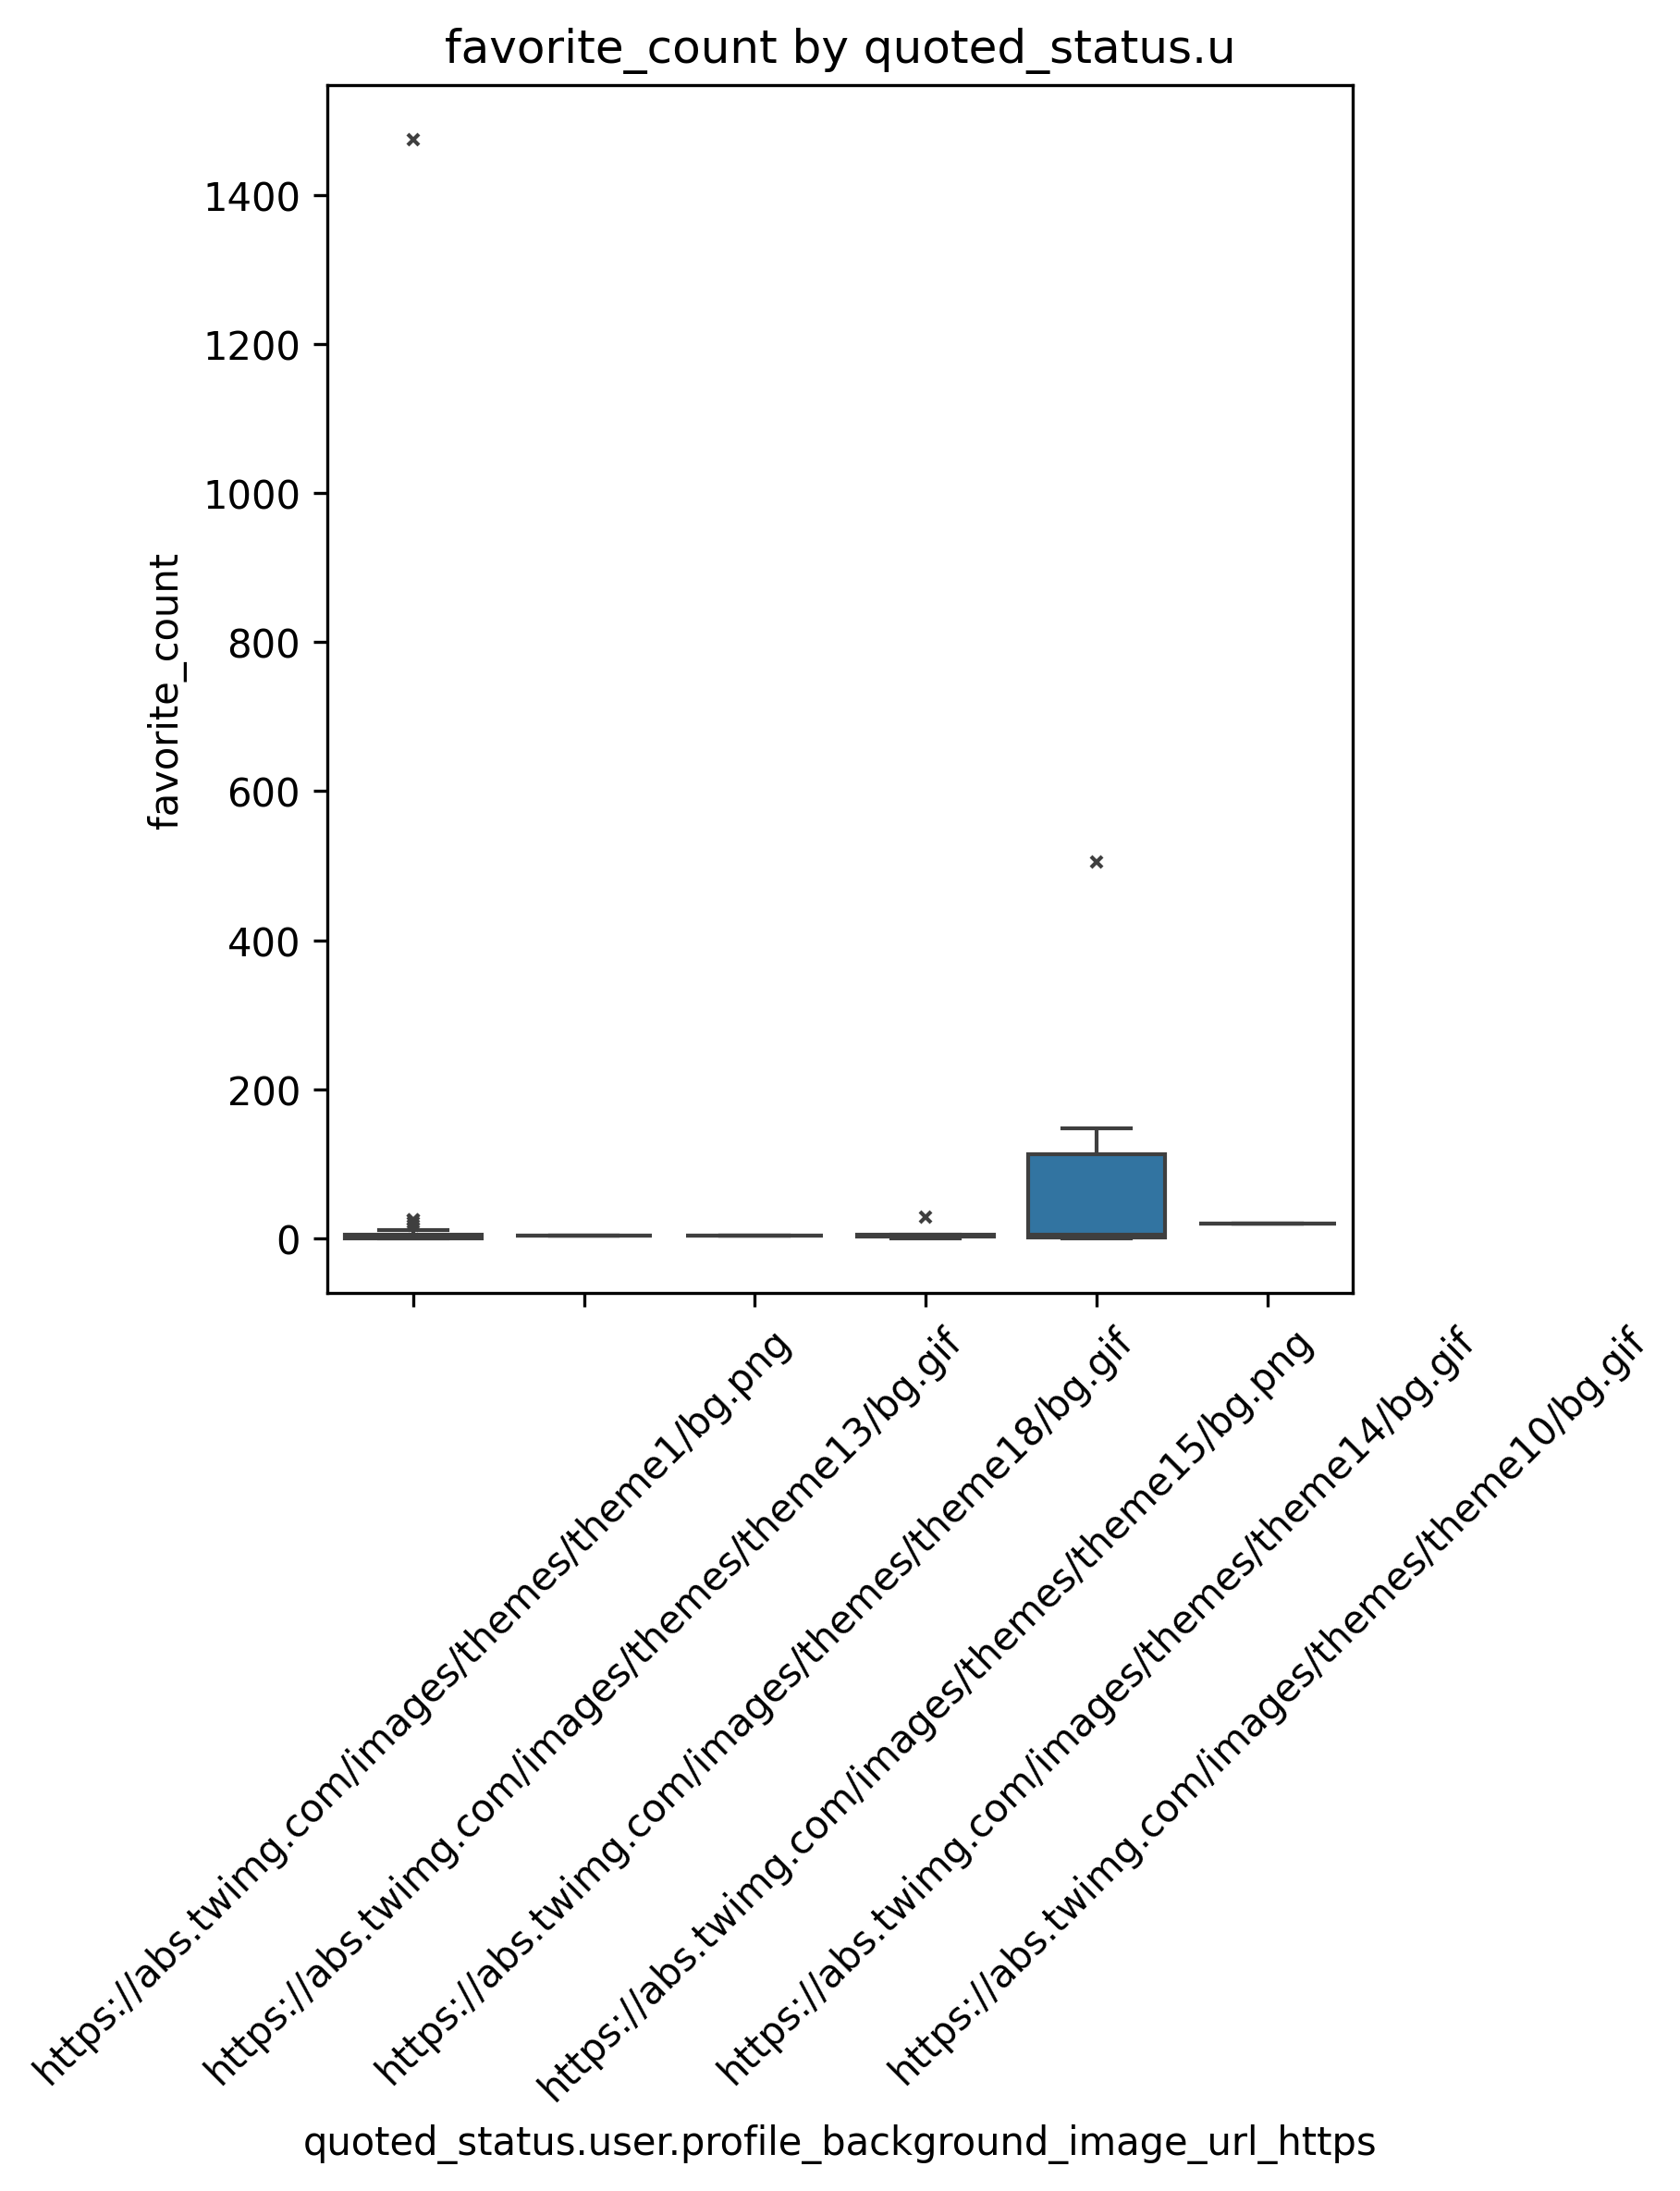 favorite_count by quoted_status.u
1400
1200
1000
800
600
400
200
0
favorite_count
https://abs.twimg.com/images/themes/theme1/bg.png
https://abs.twimg.com/images/themes/theme13/bg.gif
https://abs.twimg.com/images/themes/theme18/bg.gif
https://abs.twimg.com/images/themes/theme15/bg.png
https://abs.twimg.com/images/themes/theme14/bg.gif
https://abs.twimg.com/images/themes/theme10/bg.gif
quoted_status.user.profile_background_image_url_https